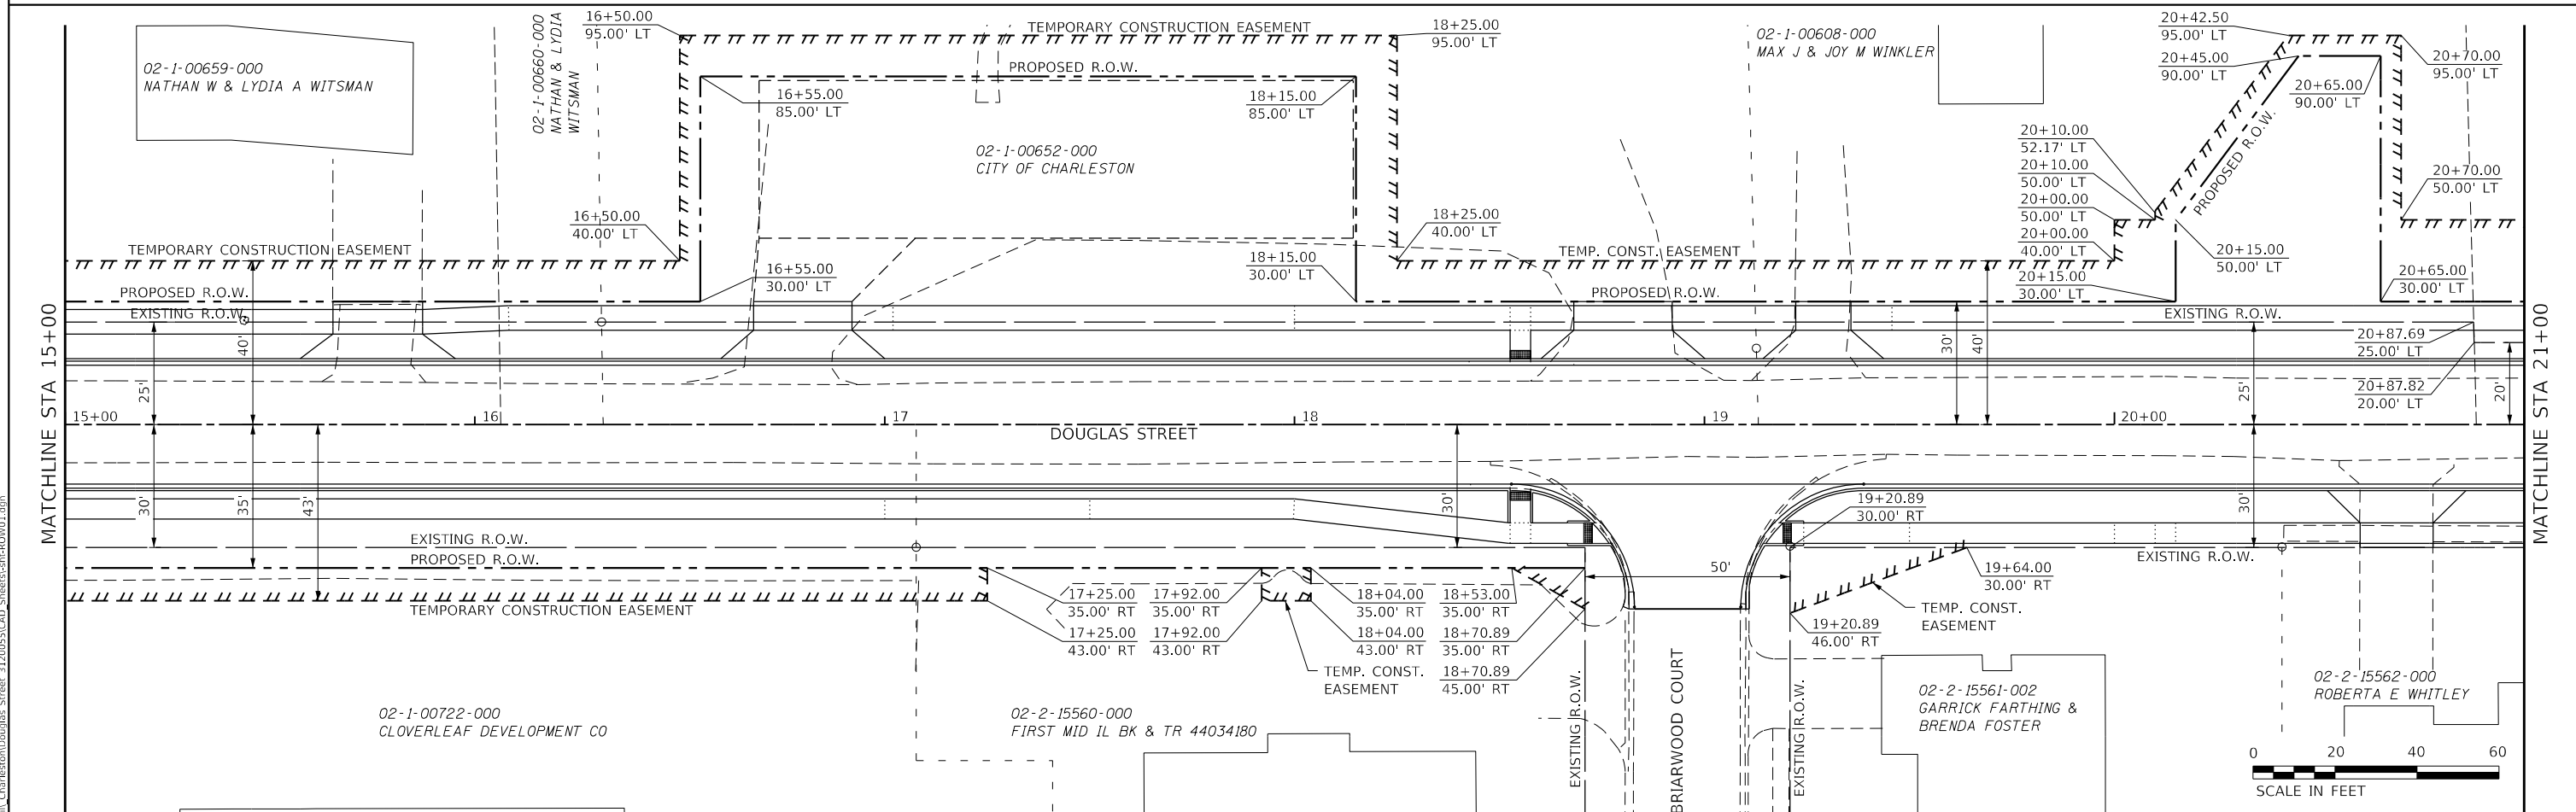 16+50.00
95.00' LT
TEMPORARY CONSTRUCTION EASEMENT
18+25.00
95.00' LT
02-1-00608-000
MAX J & JOY M WINKLER
20+42.50
95.00' LT
20+45.00
90.00' LT
20+70.00
95.00' LT
20+65.00
90.00' LT
02-1-00659-000
NATHAN W & LYDIA A WITSMAN
02-1-00660-000
NATHAN & LYDIA
WITSMAN
PROPOSED R.O.W.
16+55.00
85.00' LT
18+15.00
85.00' LT
02-1-00652-000
CITY OF CHARLESTON
20+10.00
52.17' LT
20+10.00
50.00' LT
20+00.00
50.00' LT
20+00.00
40.00' LT
PROPOSED R.O.W.
20+70.00
50.00' LT
16+50.00
40.00' LT
18+25.00
40.00' LT
TEMPORARY CONSTRUCTION EASEMENT
16+55.00
30.00' LT
18+15.00
30.00' LT
TEMP. CONST. EASEMENT
20+15.00
50.00' LT
20+15.00
30.00' LT
20+65.00
30.00' LT
PROPOSED R.O.W.
PROPOSED R.O.W.
EXISTING R.O.W.
EXISTING R.O.W.
MATCHLINE STA 15+00
MATCHLINE STA 21+00
40'
25'
30'
40'
25'
20'
20+87.69
25.00' LT
20+87.82
20.00' LT
15+00
16
17
18
19
20+00
DOUGLAS STREET
30'
35'
43'
30'
30'
19+20.89
30.00' RT
EXISTING R.O.W.
PROPOSED R.O.W.
EXISTING R.O.W.
50'
TEMPORARY CONSTRUCTION EASEMENT
17+25.00
35.00' RT
17+92.00
35.00' RT
18+04.00
35.00' RT
18+53.00
35.00' RT
17+25.00
43.00' RT
17+92.00
43.00' RT
18+04.00
43.00' RT
18+70.89
35.00' RT
18+70.89
45.00' RT
TEMP. CONST.
EASEMENT
19+64.00
30.00' RT
TEMP. CONST.
EASEMENT
19+20.89
46.00' RT
EXISTING R.O.W.
BRIARWOOD COURT
EXISTING R.O.W.
02-1-00722-000
CLOVERLEAF DEVELOPMENT CO
02-2-15560-000
FIRST MID IL BK & TR 44034180
02-2-15561-002
GARRICK FARTHING &
BRENDA FOSTER
02-2-15562-000
ROBERTA E WHITLEY
0 20 40 60
SCALE IN FEET